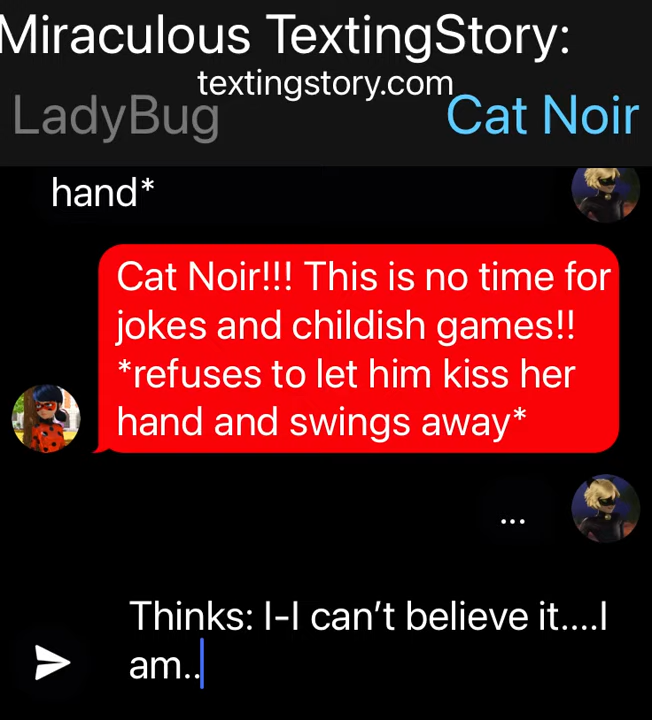 Miraculous TextingStory:
textingstory.com
LadyBug
Cat Noir
hand*
Cat Noir!!! This is no time for
jokes and childish games!!
*refuses to let him kiss her
hand and swings away*
...
Thinks: I-I can’t believe it....I
am..